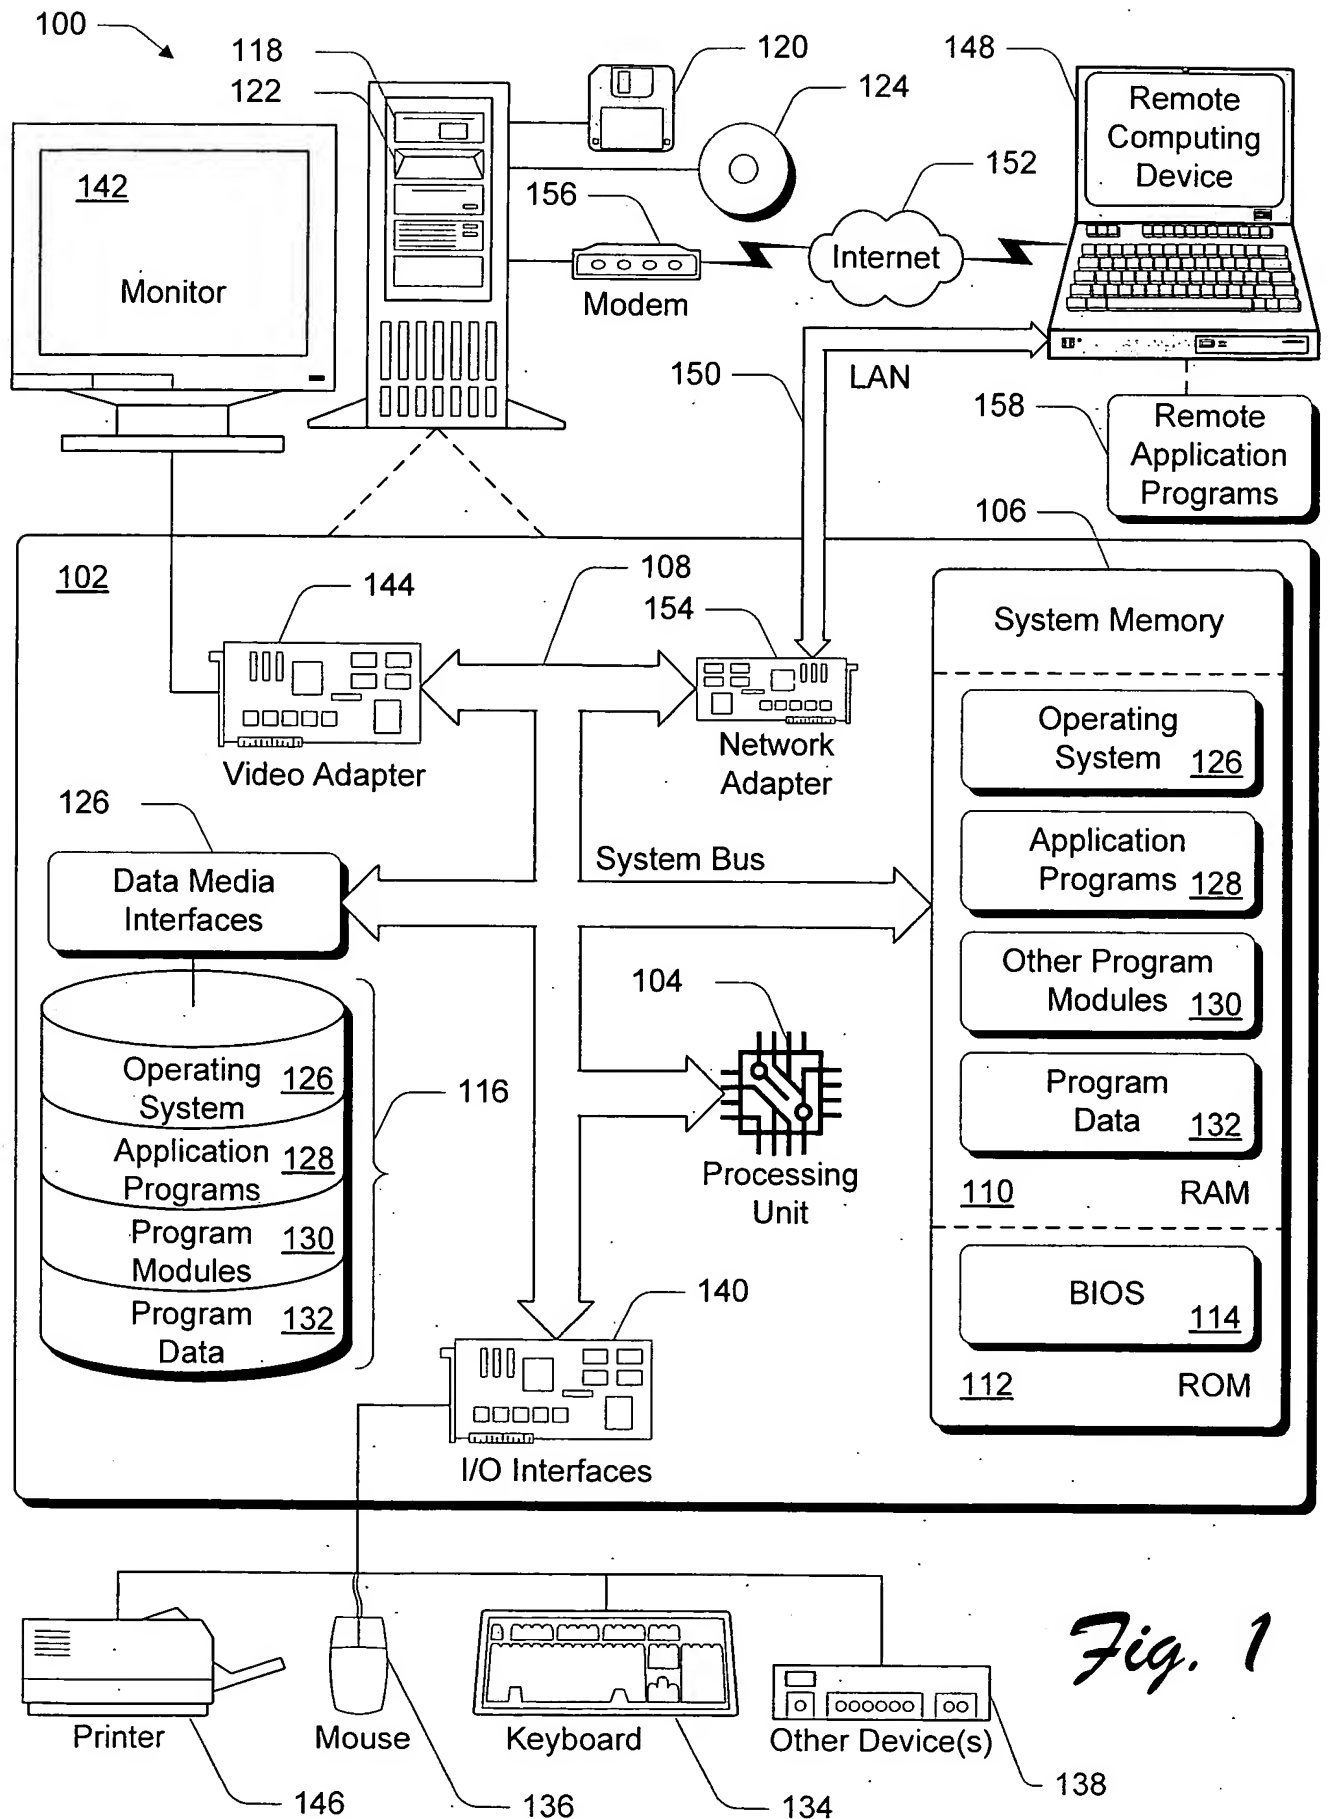 100
118
122
120
124
148
Remote
Computing
Device
142
Monitor
156
152
Internet
Modem
150
LAN
158
Remote
Application
Programs
106
102
144
108
154
System Memory
Video Adapter
Network
Adapter
Operating
System 126
126
Data Media
Interfaces
System Bus
Application
Programs 128
Other Program
Modules 130
104
Program
Data 132
Operating
System 126
116
Application
Programs 128
Processing
Unit
110 RAM
Program
Modules 130
140
BIOS
114
Program
Data 132
112 ROM
I/O Interfaces
Fig. 1
Printer
Mouse
Keyboard
Other Device(s)
146
136
134
138